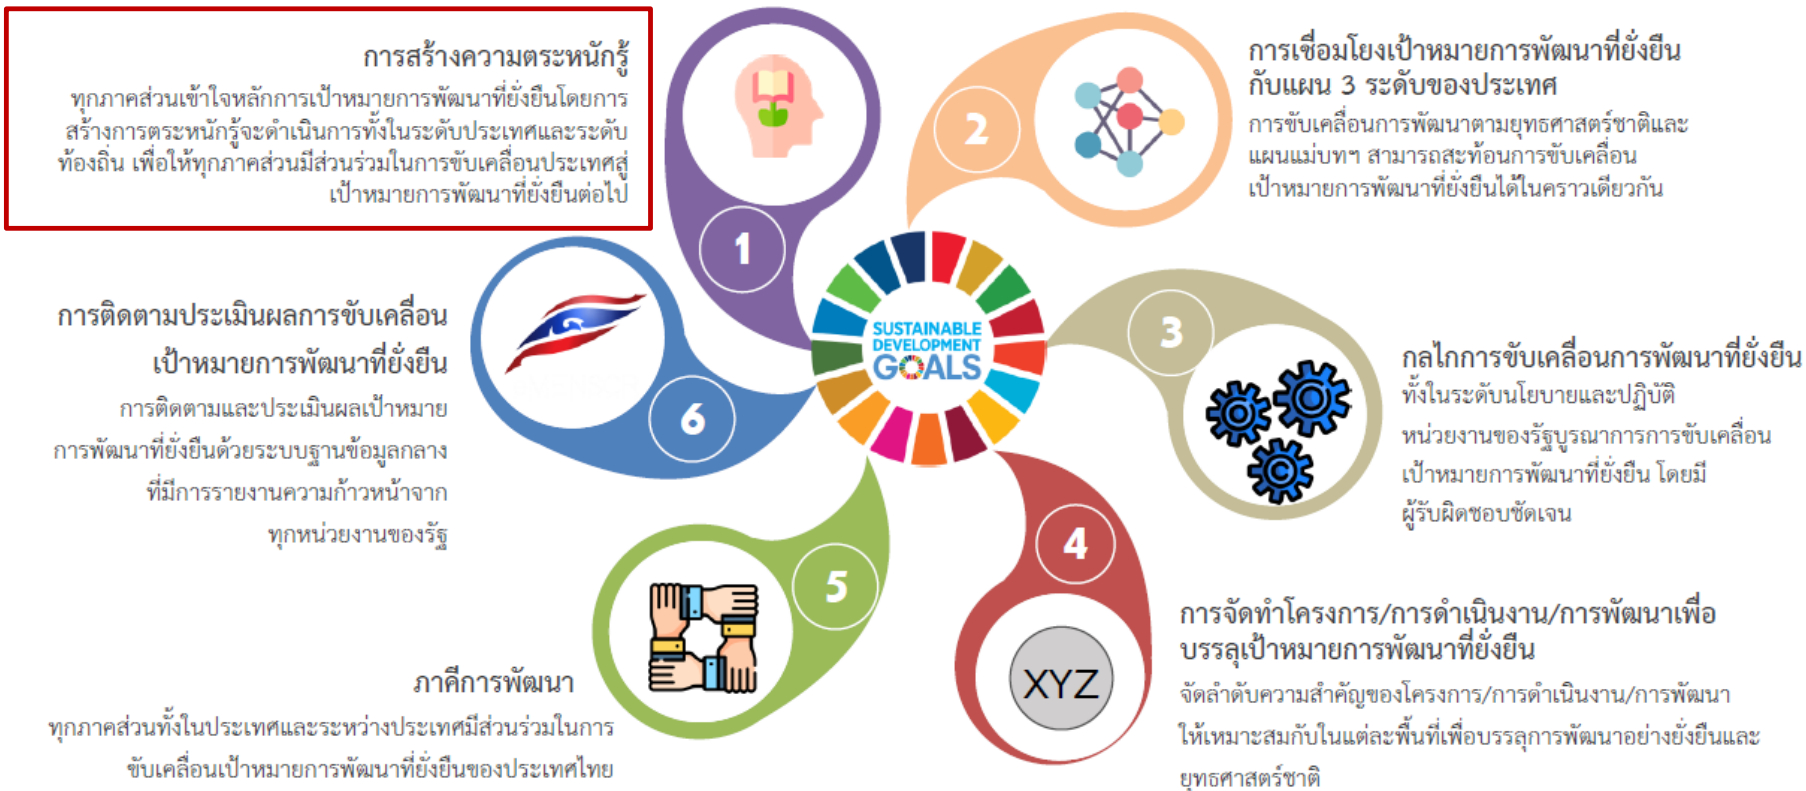 การสร้างความตระหนักรู้
ทุกภาคส่วนเข้าใจหลักการเป้าหมายการพัฒนาที่ยั่งยืนโดยการ
สร้างการตระหนักรู้จะดำเนินการทั้งในระดับประเทศและระดับ
ท้องถิ่น เพื่อให้ทุกภาคส่วนมีส่วนร่วมในการขับเคลื่อนประเทศสู่
เป้าหมายการพัฒนาที่ยั่งยืนต่อไป
1
2
การเชื่อมโยงเป้าหมายการพัฒนาที่ยั่งยืน
กับแผน 3 ระดับของประเทศ
การขับเคลื่อนการพัฒนาตามยุทธศาสตร์ชาติและ
แผนแม่บทฯ สามารถสะท้อนการขับเคลื่อน
เป้าหมายการพัฒนาที่ยั่งยืนได้ในคราวเดียวกัน
SUSTAINABLE
DEVELOPMENT
GOALS
3
กลไกการขับเคลื่อนการพัฒนาที่ยั่งยืน
ทั้งในระดับนโยบายและปฏิบัติ
หน่วยงานของรัฐบูรณาการการขับเคลื่อน
เป้าหมายการพัฒนาที่ยั่งยืน โดยมี
ผู้รับผิดชอบชัดเจน
4
XYZ
การจัดทำโครงการ/การดำเนินงาน/การพัฒนาเพื่อ
บรรลุเป้าหมายการพัฒนาที่ยั่งยืน
จัดลำดับความสำคัญของโครงการ/การดำเนินงาน/การพัฒนา
ให้เหมาะสมกับในแต่ละพื้นที่เพื่อบรรลุการพัฒนาอย่างยั่งยืนและ
ยุทธศาสตร์ชาติ
5
ภาคีการพัฒนา
ทุกภาคส่วนทั้งในประเทศและระหว่างประเทศมีส่วนร่วมในการ
ขับเคลื่อนเป้าหมายการพัฒนาที่ยั่งยืนของประเทศไทย
6
การติดตามประเมินผลการขับเคลื่อน
เป้าหมายการพัฒนาที่ยั่งยืน
การติดตามและประเมินผลเป้าหมาย
การพัฒนาที่ยั่งยืนด้วยระบบฐานข้อมูลกลาง
ที่มีการรายงานความก้าวหน้าจาก
ทุกหน่วยงานของรัฐ